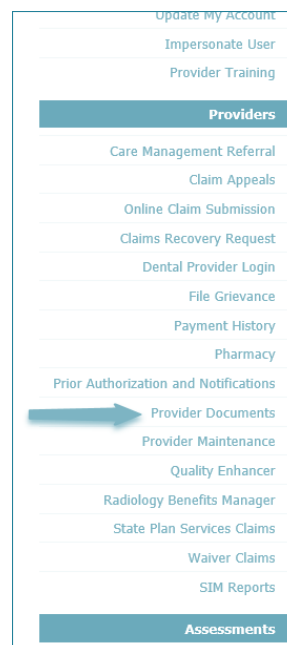 Update My Account
Impersonate User
Provider Training
Providers
Care Management Referral
Claim Appeals
Online Claim Submission
Claims Recovery Request
Dental Provider Login
File Grievance
Payment History
Pharmacy
Prior Authorization and Notifications
Provider Documents
Provider Maintenance
Quality Enhancer
Radiology Benefits Manager
State Plan Services Claims
Waiver Claims
SIM Reports
Assessments